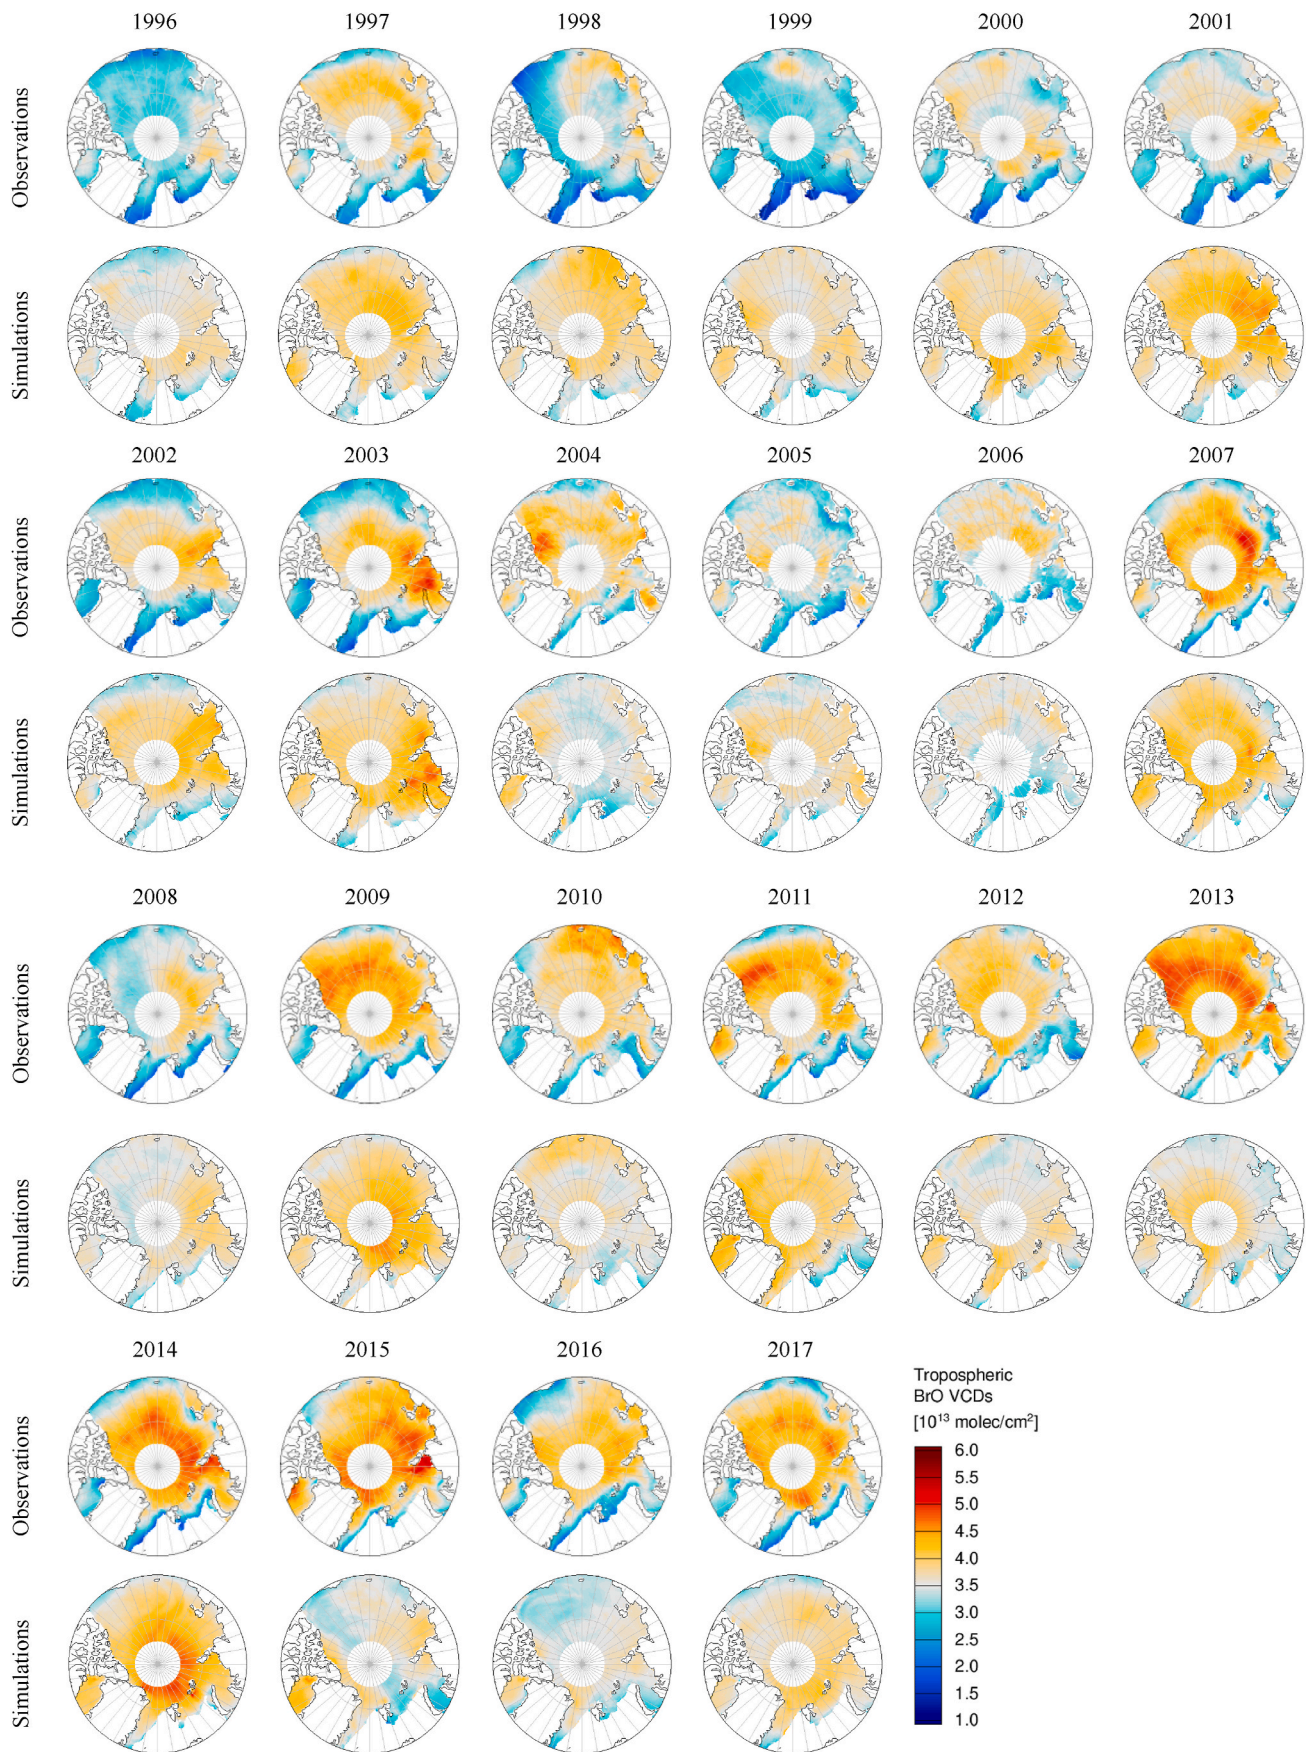 1996 1997 1998 1999 2000 2001
Observations
Simulations
2002 2003 2004 2005 2006 2007
Observations
Simulations
2008 2009 2010 2011 2012 2013
Observations
Simulations
2014 2015 2016 2017
Observations
Simulations
Tropospheric
BrO VCDs
[10¹³ molec/cm²]
6.0
5.5
5.0
4.5
4.0
3.5
3.0
2.5
2.0
1.5
1.0